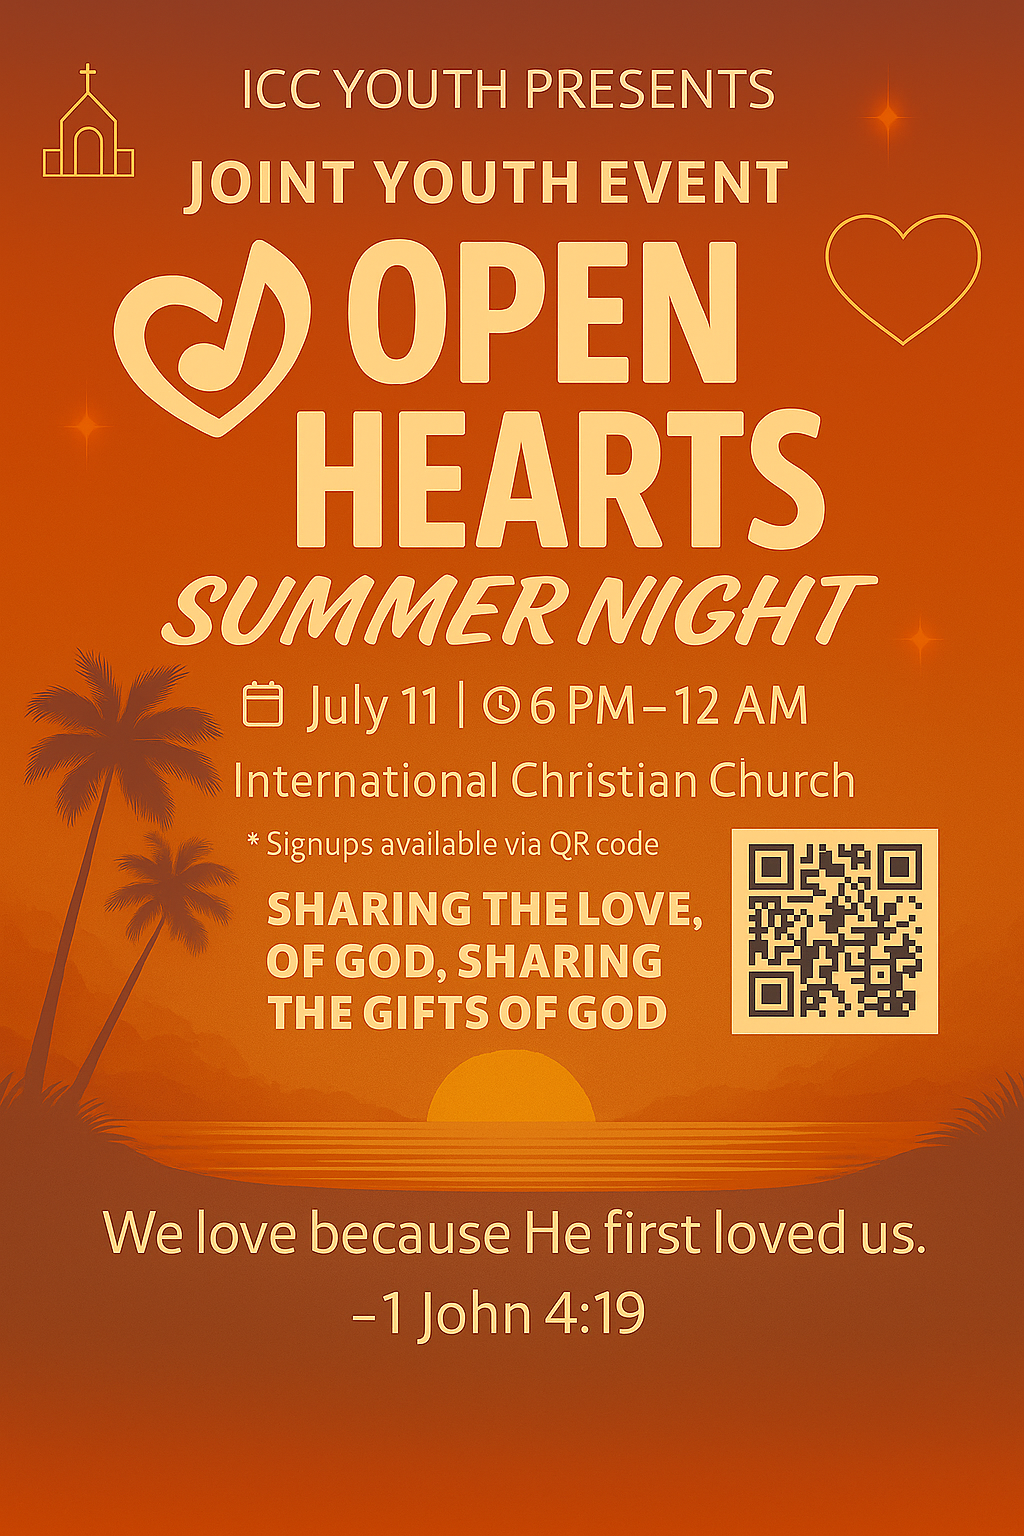 ICC YOUTH PRESENTS
JOINT YOUTH EVENT
OPEN
HEARTS
SUMMER NIGHT
July 11 | 6 PM – 12 AM
International Christian Church
* Signups available via QR code
SHARING THE LOVE,
OF GOD, SHARING
THE GIFTS OF GOD
We love because He first loved us.
– 1 John 4:19